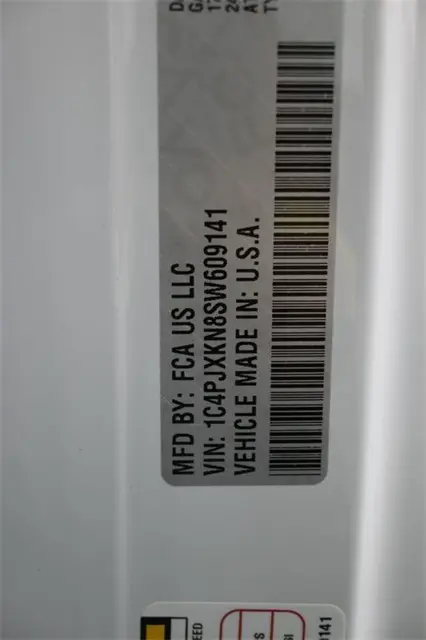 MFD BY: FCA US LLC
VIN: 1C4PJXKN8SW609141
VEHICLE MADE IN: U.S.A.